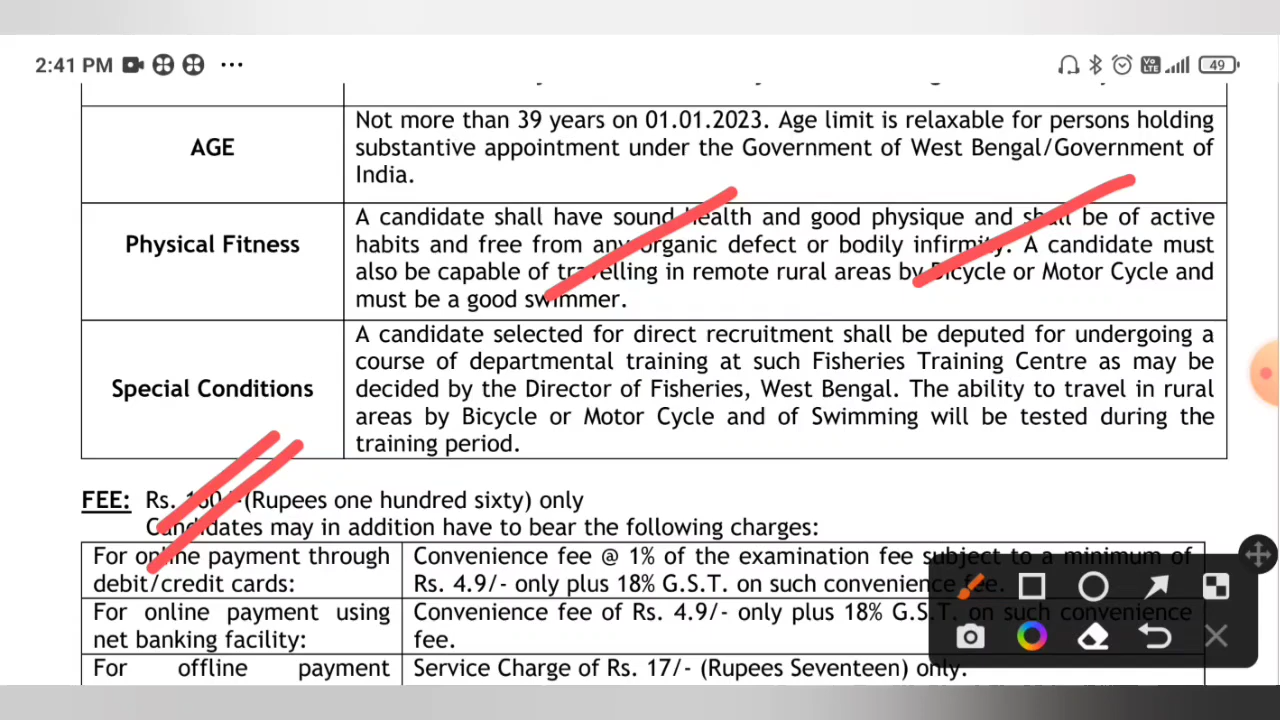 2:41 PM
Vo LTE
49
AGE
Not more than 39 years on 01.01.2023. Age limit is relaxable for persons holding
substantive appointment under the Government of West Bengal/Government of
India.
Physical Fitness
A candidate shall have sound health and good physique and shall be of active
habits and free from any organic defect or bodily infirmity. A candidate must
also be capable of travelling in remote rural areas by Bicycle or Motor Cycle and
must be a good swimmer.
Special Conditions
A candidate selected for direct recruitment shall be deputed for undergoing a
course of departmental training at such Fisheries Training Centre as may be
decided by the Director of Fisheries, West Bengal. The ability to travel in rural
areas by Bicycle or Motor Cycle and of Swimming will be tested during the
training period.
FEE: Rs. 160/-(Rupees one hundred sixty) only
Candidates may in addition have to bear the following charges:
For online payment through
debit/credit cards:
Convenience fee @ 1% of the examination fee subject to a minimum of
Rs. 4.9/- only plus 18% G.S.T. on such convenience fee.
For online payment using
net banking facility:
Convenience fee of Rs. 4.9/- only plus 18% G.S.T. on such convenience
fee.
For offline payment
Service Charge of Rs. 17/- (Rupees Seventeen) only.